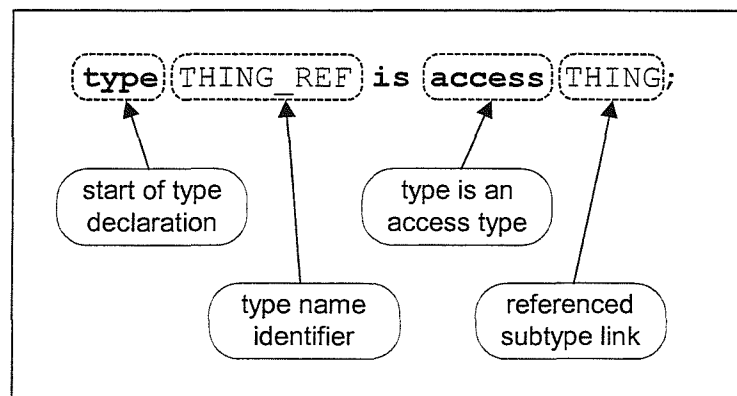 type THING_REF is access THING;
start of type
declaration
type is an
access type
type name
identifier
referenced
subtype link